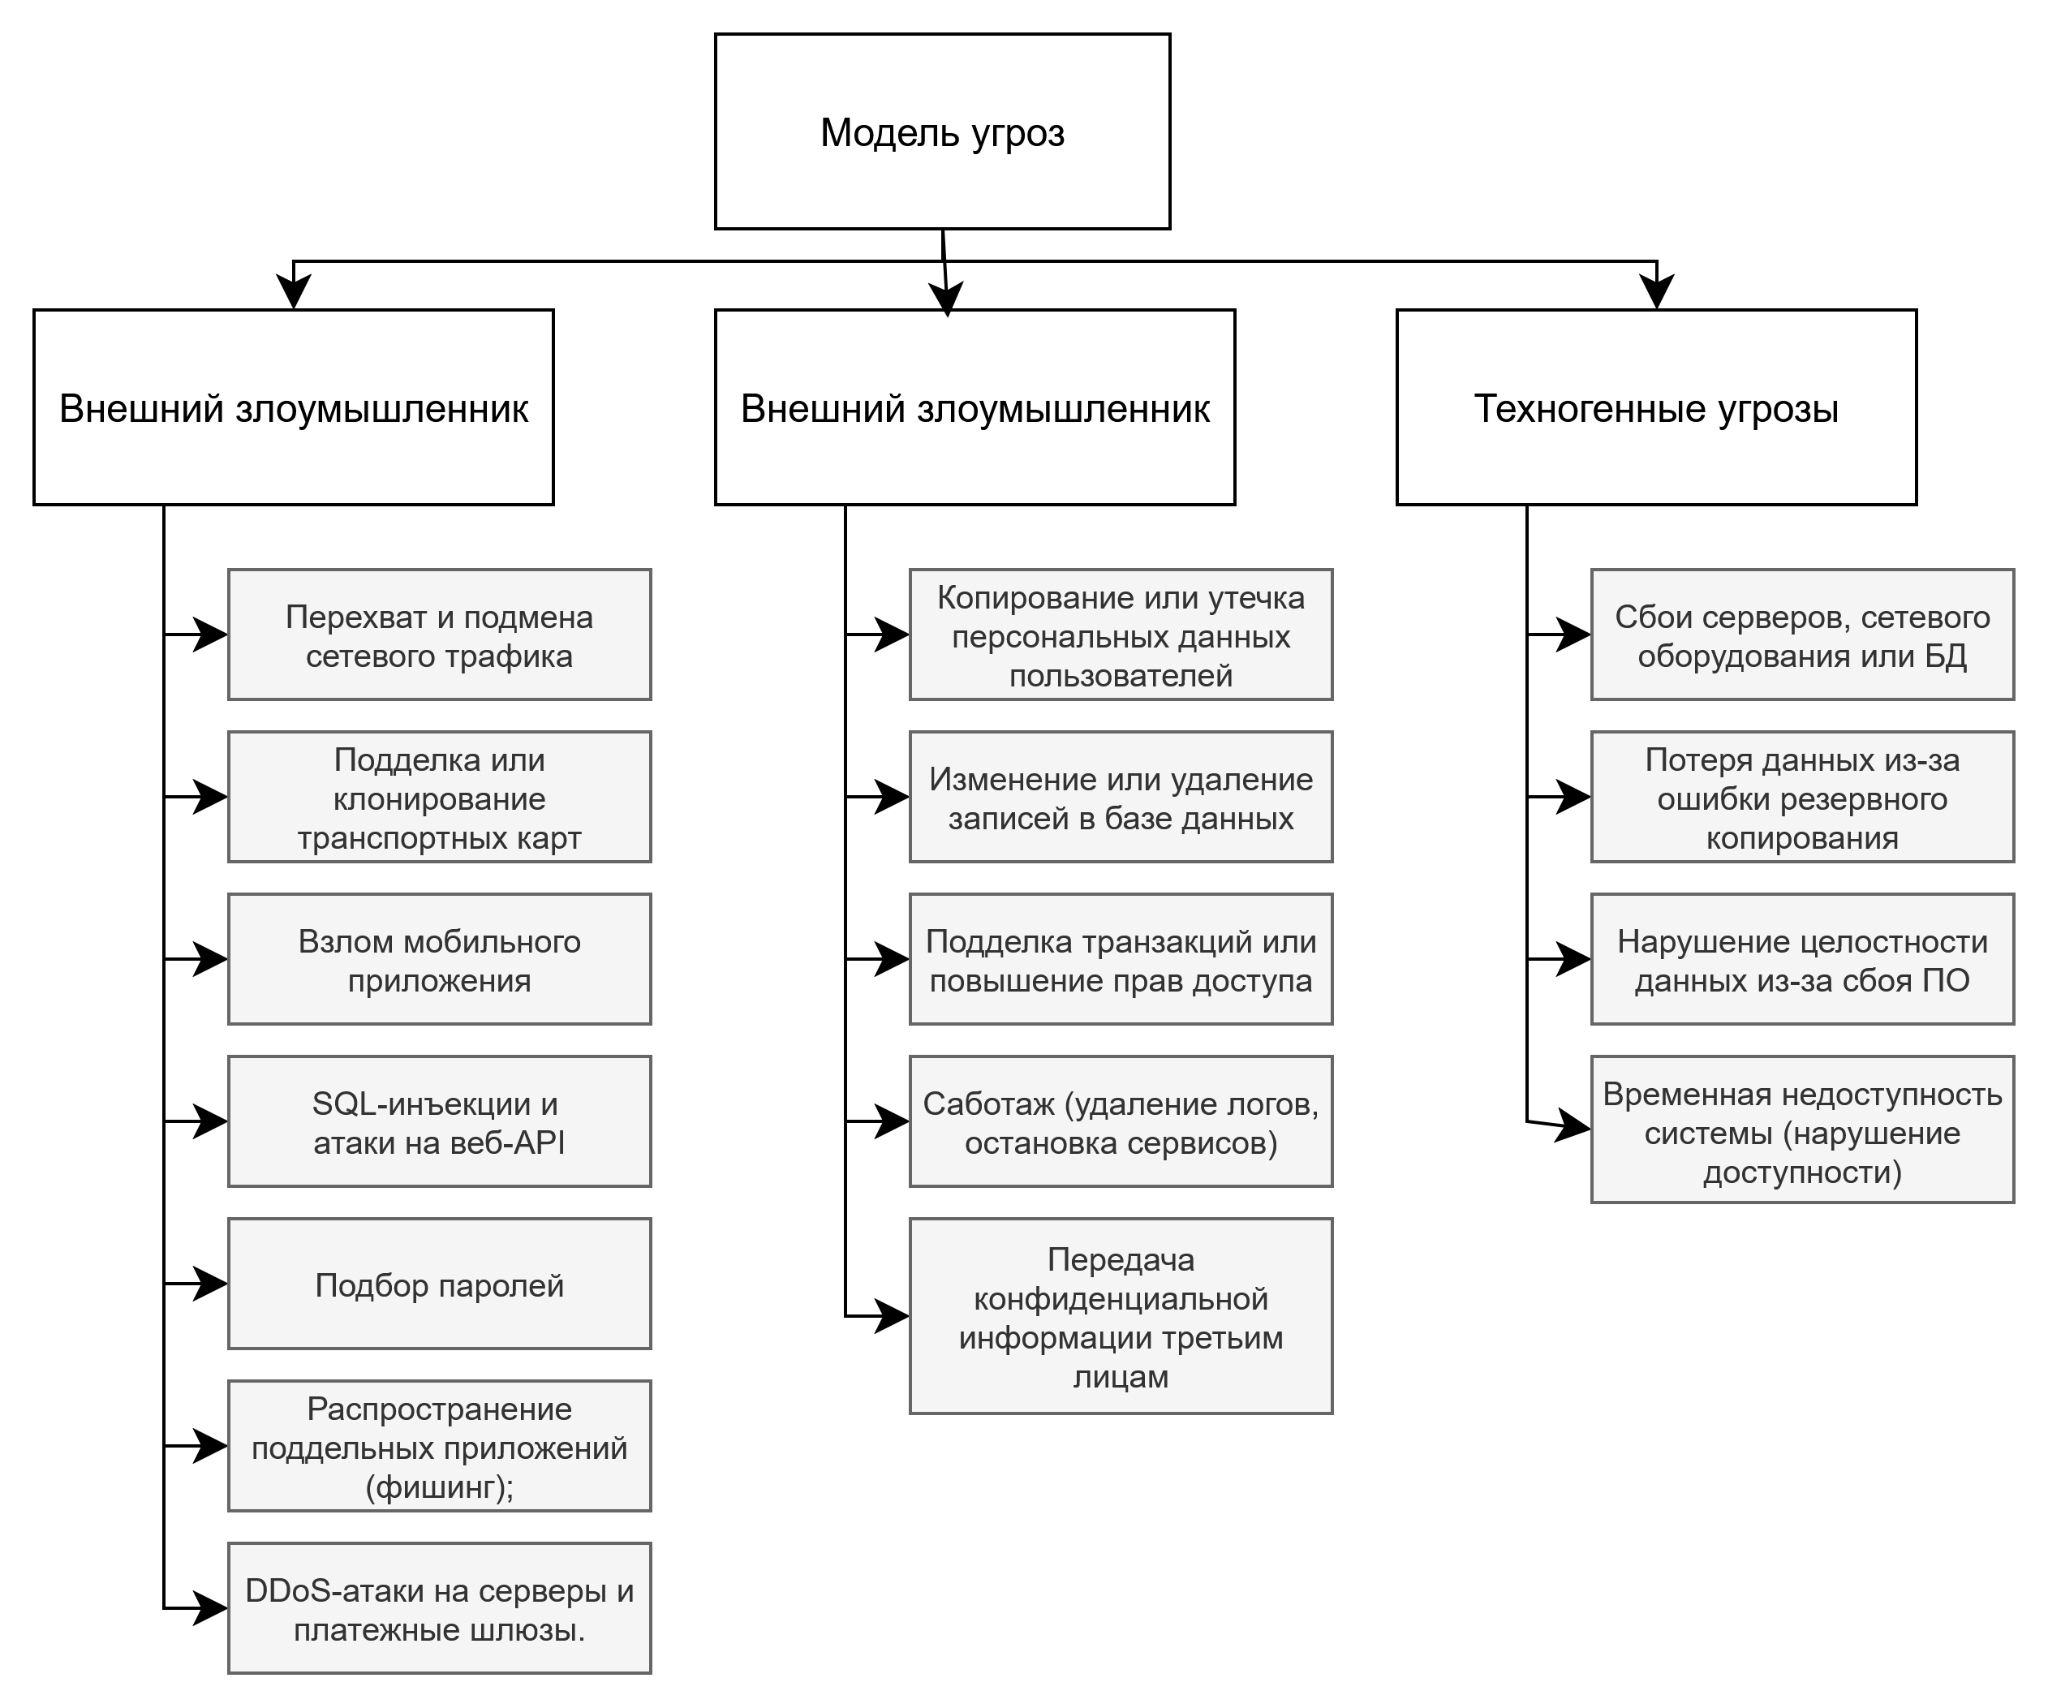 Модель угроз
Внешний злоумышленник
Внешний злоумышленник
Техногенные угрозы
Перехват и подмена
сетевого трафика
Подделка или
клонирование
транспортных карт
Взлом мобильного
приложения
SQL-инъекции и
атаки на веб-API
Подбор паролей
Распространение
поддельных приложений
(фишинг);
DDoS-атаки на серверы и
платежные шлюзы.
Копирование или утечка
персональных данных
пользователей
Изменение или удаление
записей в базе данных
Подделка транзакций или
повышение прав доступа
Саботаж (удаление логов,
остановка сервисов)
Передача
конфиденциальной
информации третьим
лицам
Сбои серверов, сетевого
оборудования или БД
Потеря данных из-за
ошибки резервного
копирования
Нарушение целостности
данных из-за сбоя ПО
Временная недоступность
системы (нарушение
доступности)